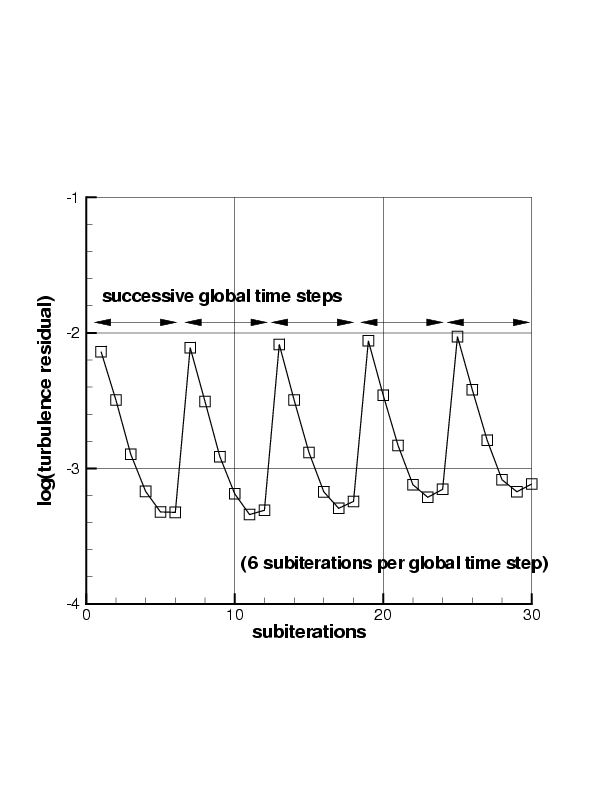 -1
successive global time steps
-2
log(turbulence residual)
-3
(6 subiterations per global time step)
-4
0 10 20 30
subiterations